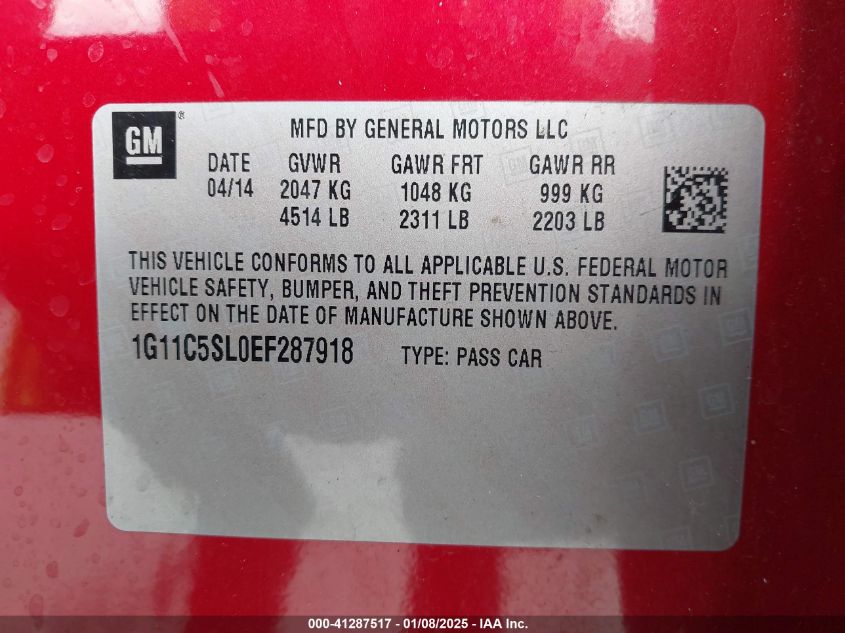 GM ®
MFD BY GENERAL MOTORS LLC
DATE GVWR GAWR FRT GAWR RR
04/14 2047 KG 1048 KG 999 KG
4514 LB 2311 LB 2203 LB
THIS VEHICLE CONFORMS TO ALL APPLICABLE U.S. FEDERAL MOTOR
VEHICLE SAFETY, BUMPER, AND THEFT PREVENTION STANDARDS IN
EFFECT ON THE DATE OF MANUFACTURE SHOWN ABOVE.
1G11C5SL0EF287918 TYPE: PASS CAR
000-41287517 - 01/08/2025 - IAA Inc.